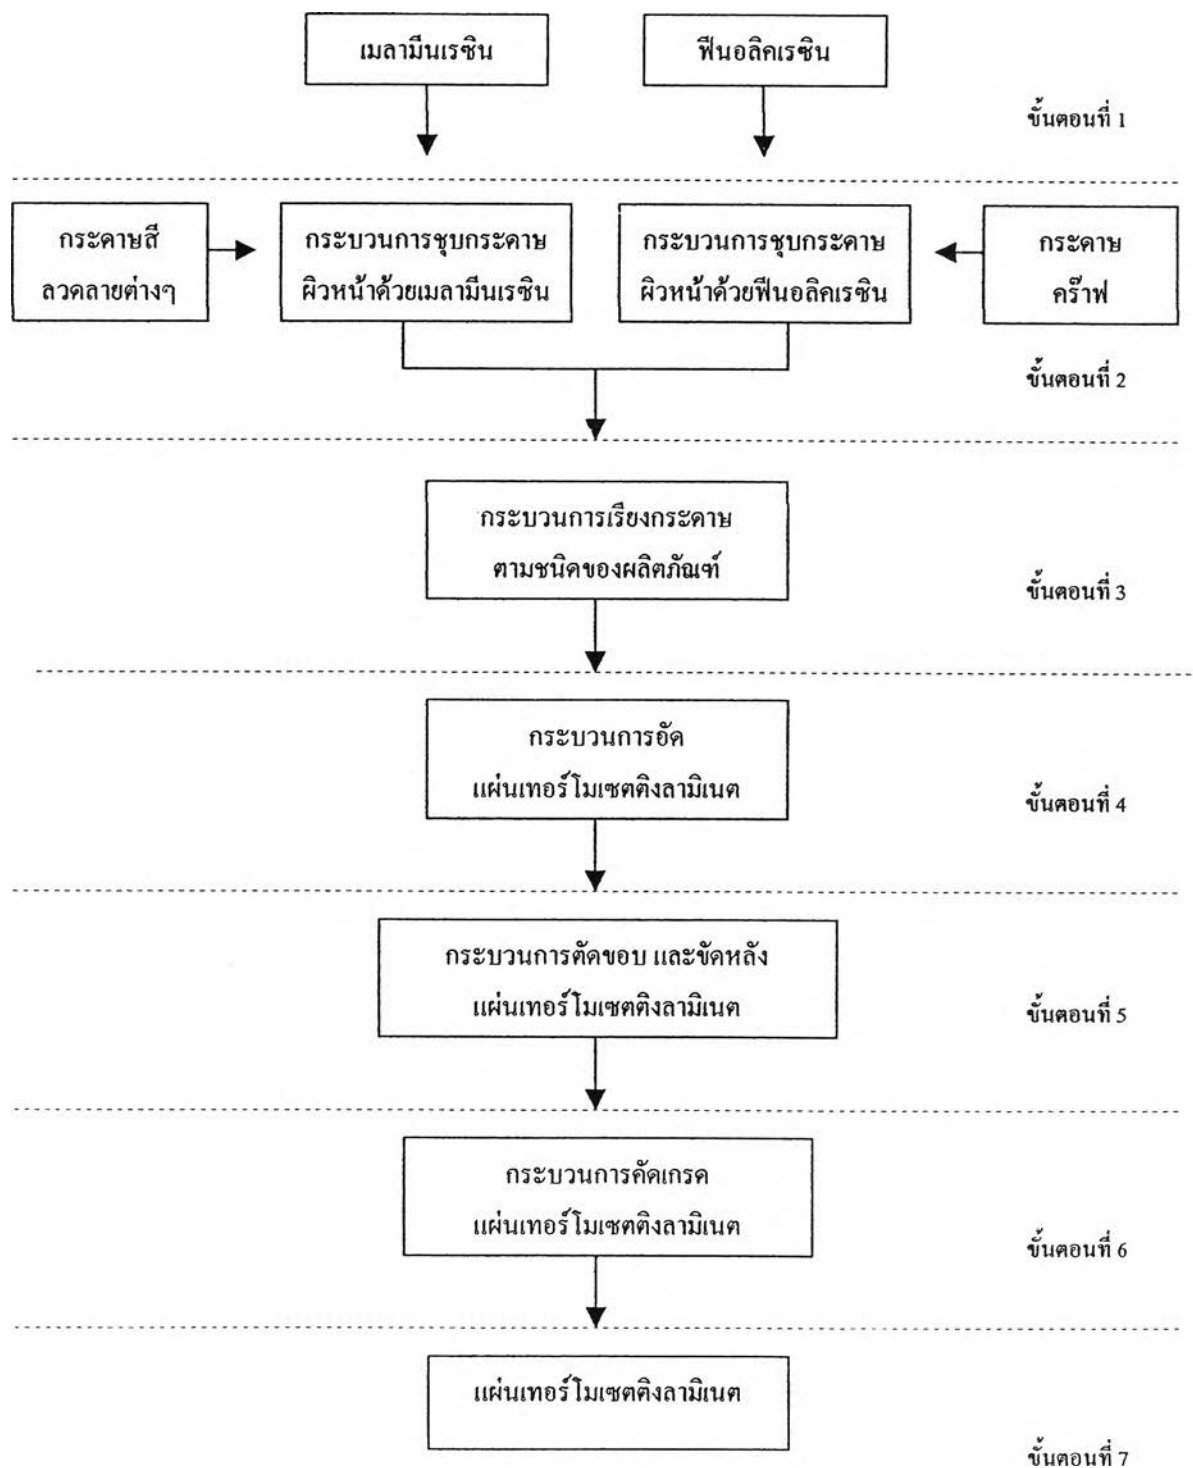 เมลามีนเรซิน
ฟีนอลิคเรซิน
ขั้นตอนที่ 1
กระดาษสี
ลวดลายต่างๆ
กระบวนการชุบกระดาษ
ผิวหน้าด้วยเมลามีนเรซิน
กระบวนการชุบกระดาษ
ผิวหน้าด้วยฟีนอลิคเรซิน
กระดาษ
คร๊าฟ
ขั้นตอนที่ 2
กระบวนการเรียงกระดาษ
ตามชนิดของผลิตภัณฑ์
ขั้นตอนที่ 3
กระบวนการอัด
แผ่นเทอร์โมเซตติงลามิเนต
ขั้นตอนที่ 4
กระบวนการตัดขอบ และขัดหลัง
แผ่นเทอร์โมเซตติงลามิเนต
ขั้นตอนที่ 5
กระบวนการคัดเกรด
แผ่นเทอร์โมเซตติงลามิเนต
ขั้นตอนที่ 6
แผ่นเทอร์โมเซตติงลามิเนต
ขั้นตอนที่ 7